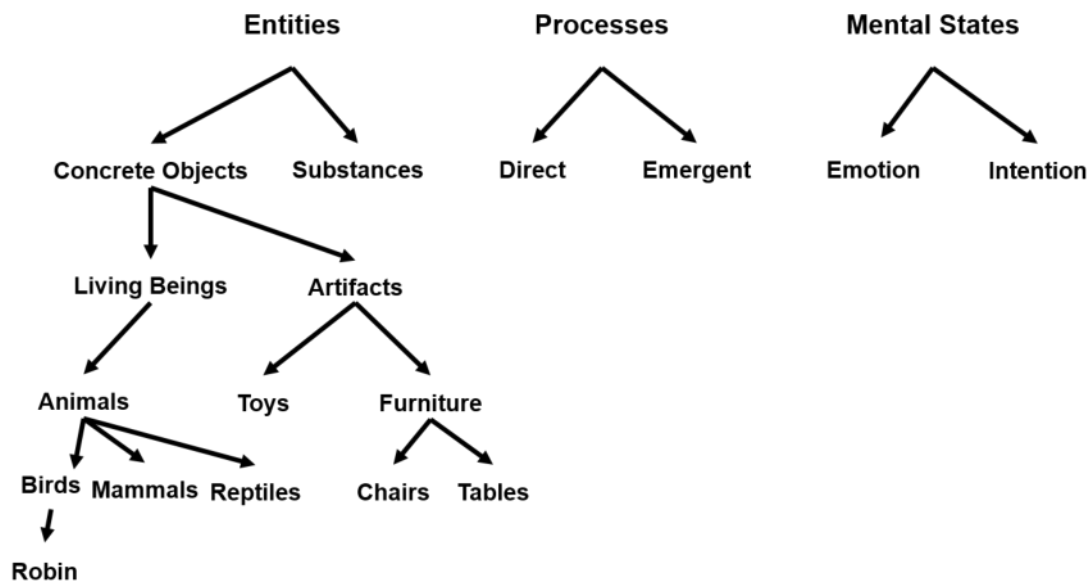 Entities Processes Mental States
Concrete Objects Substances Direct Emergent Emotion Intention
Living Beings Artifacts
Animals Toys Furniture
Birds Mammals Reptiles Chairs Tables
Robin